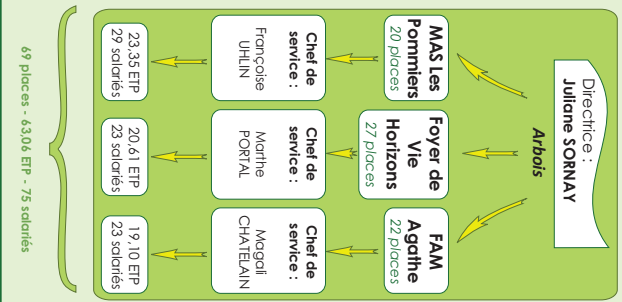 Directrice :
Juliane SORNAY
Arbois
MAS Les
Pommiers
20 places
Foyer de
Vie
Horizons
27 places
FAM
Agathe
22 places
Chef de
service :
Françoise
UHLIN
Chef de
service :
Marthe
PORTAL
Chef de
service :
Magali
CHATELAIN
23,35 ETP
29 salariés
20,61 ETP
23 salariés
19,10 ETP
23 salariés
69 places - 63,06 ETP - 75 salariés